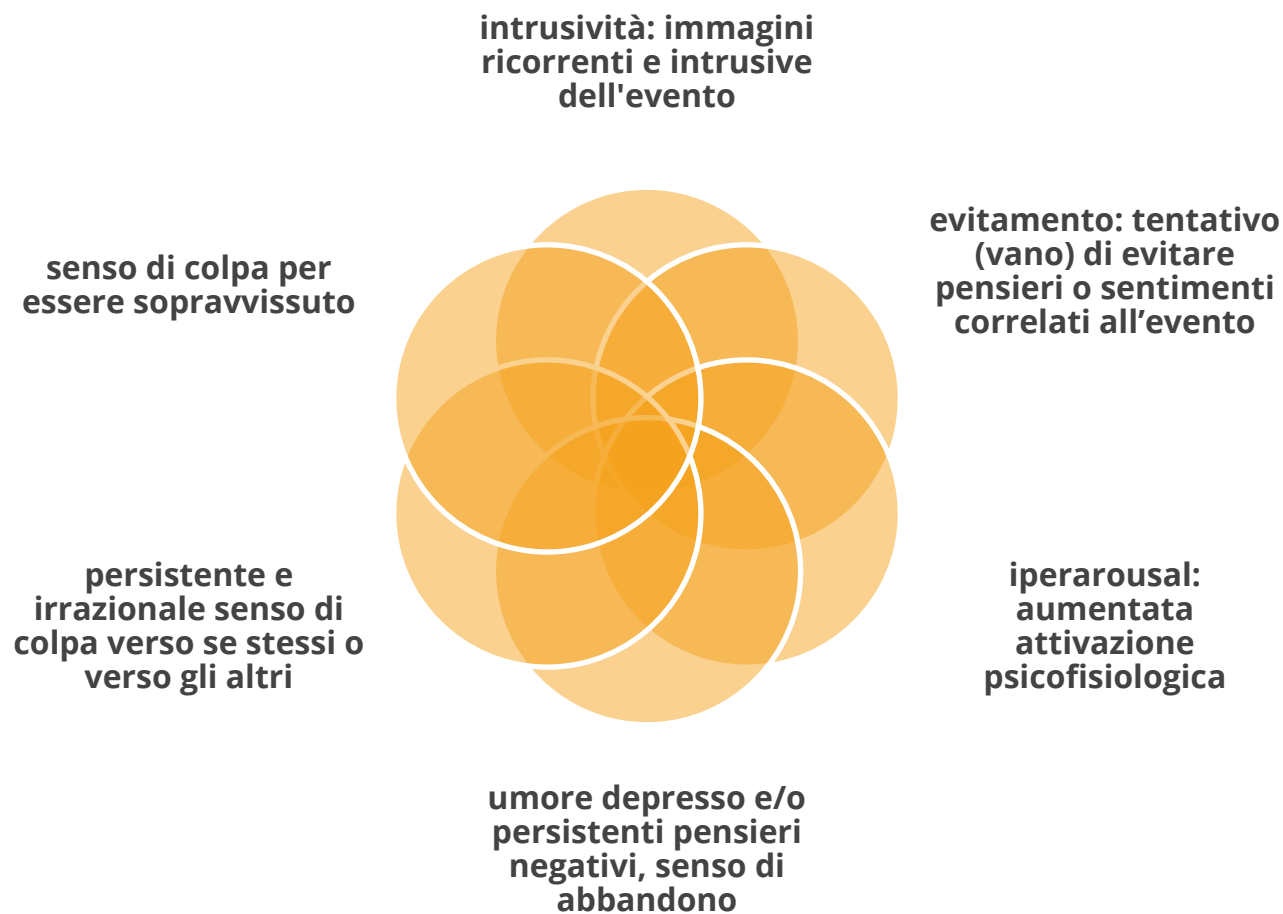 intrusività: immagini
ricorrenti e intrusive
dell'evento
evitamento: tentativo
(vano) di evitare
pensieri o sentimenti
correlati all’evento
iperarousal:
aumentata
attivazione
psicofisiologica
umore depresso e/o
persistenti pensieri
negativi, senso di
abbandono
persistente e
irrazionale senso di
colpa verso se stessi o
verso gli altri
senso di colpa per
essere sopravvissuto